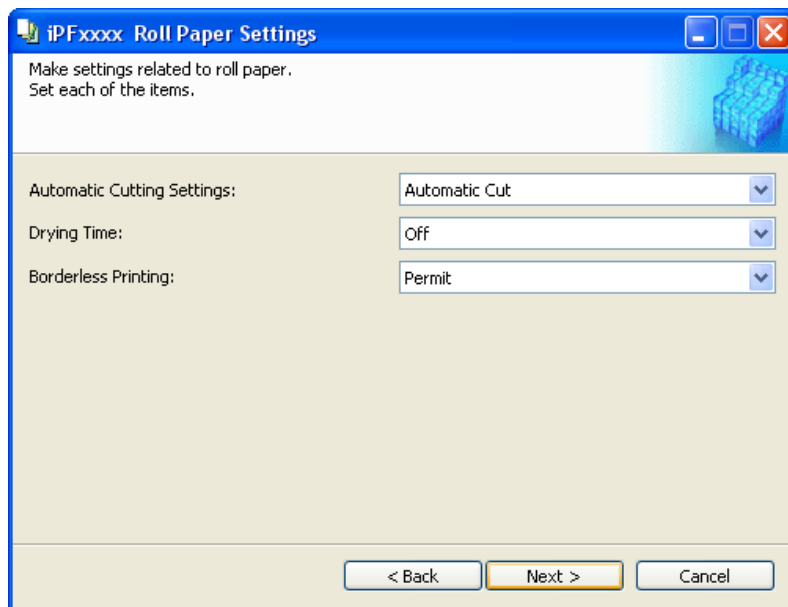 iPFxxxx Roll Paper Settings
Make settings related to roll paper.
Set each of the items.
Automatic Cutting Settings: Automatic Cut
Drying Time: Off
Borderless Printing: Permit
< Back Next > Cancel